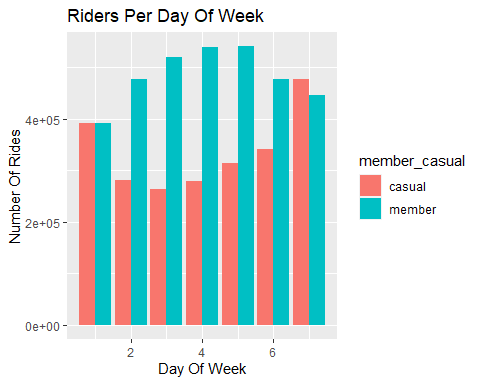 Riders Per Day Of Week
Number Of Rides
4e+05
2e+05
0e+00
2
4
6
Day Of Week
member_casual
casual
member